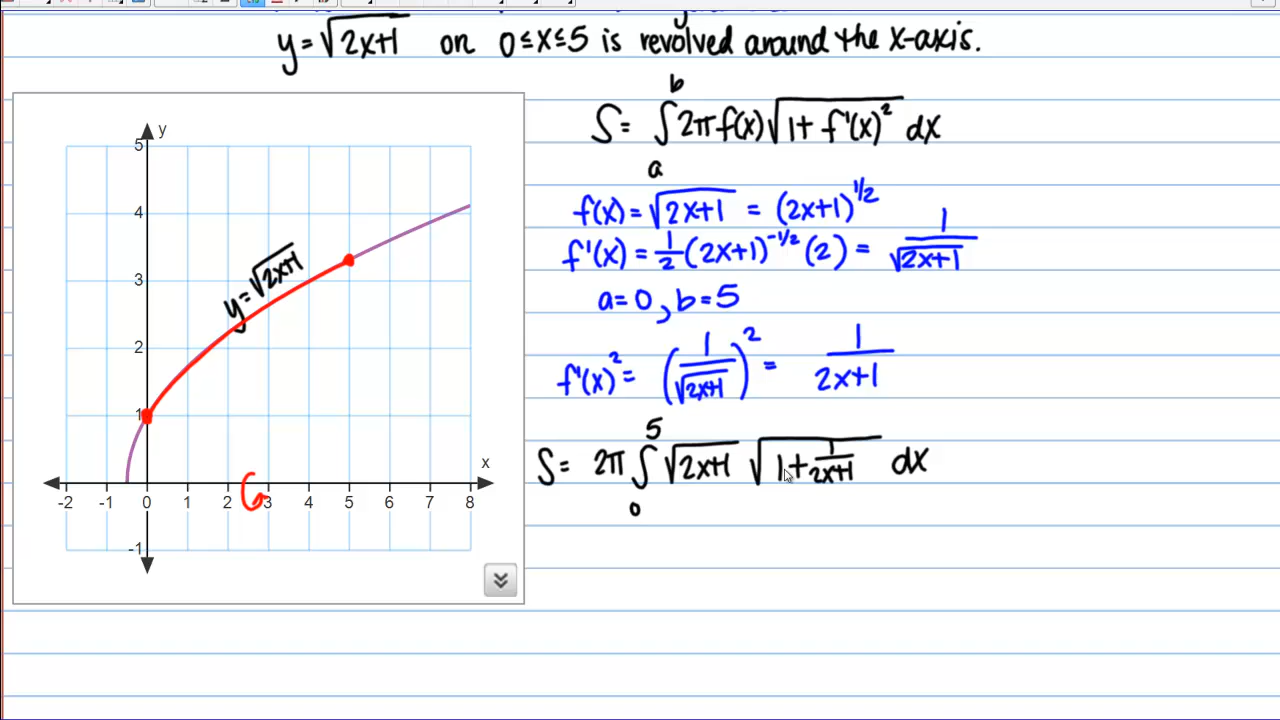 y = √(2x+1) on 0 ≤ x ≤ 5 is revolved around the x-axis.
S = ∫ₐᵇ 2π f(x) √(1 + f'(x)²) dx
f(x) = √(2x+1) = (2x+1)^(1/2)
f'(x) = 1/2 (2x+1)^(-1/2) (2) = 1/√(2x+1)
a = 0, b = 5
f'(x)² = (1/√(2x+1))² = 1/(2x+1)
S = 2π ∫₀⁵ √(2x+1) √(1 + 1/(2x+1)) dx
y
5
4
3
2
1
-1
y = √(2x+1)
x
-2 -1 0 1 2 3 4 5 6 7 8